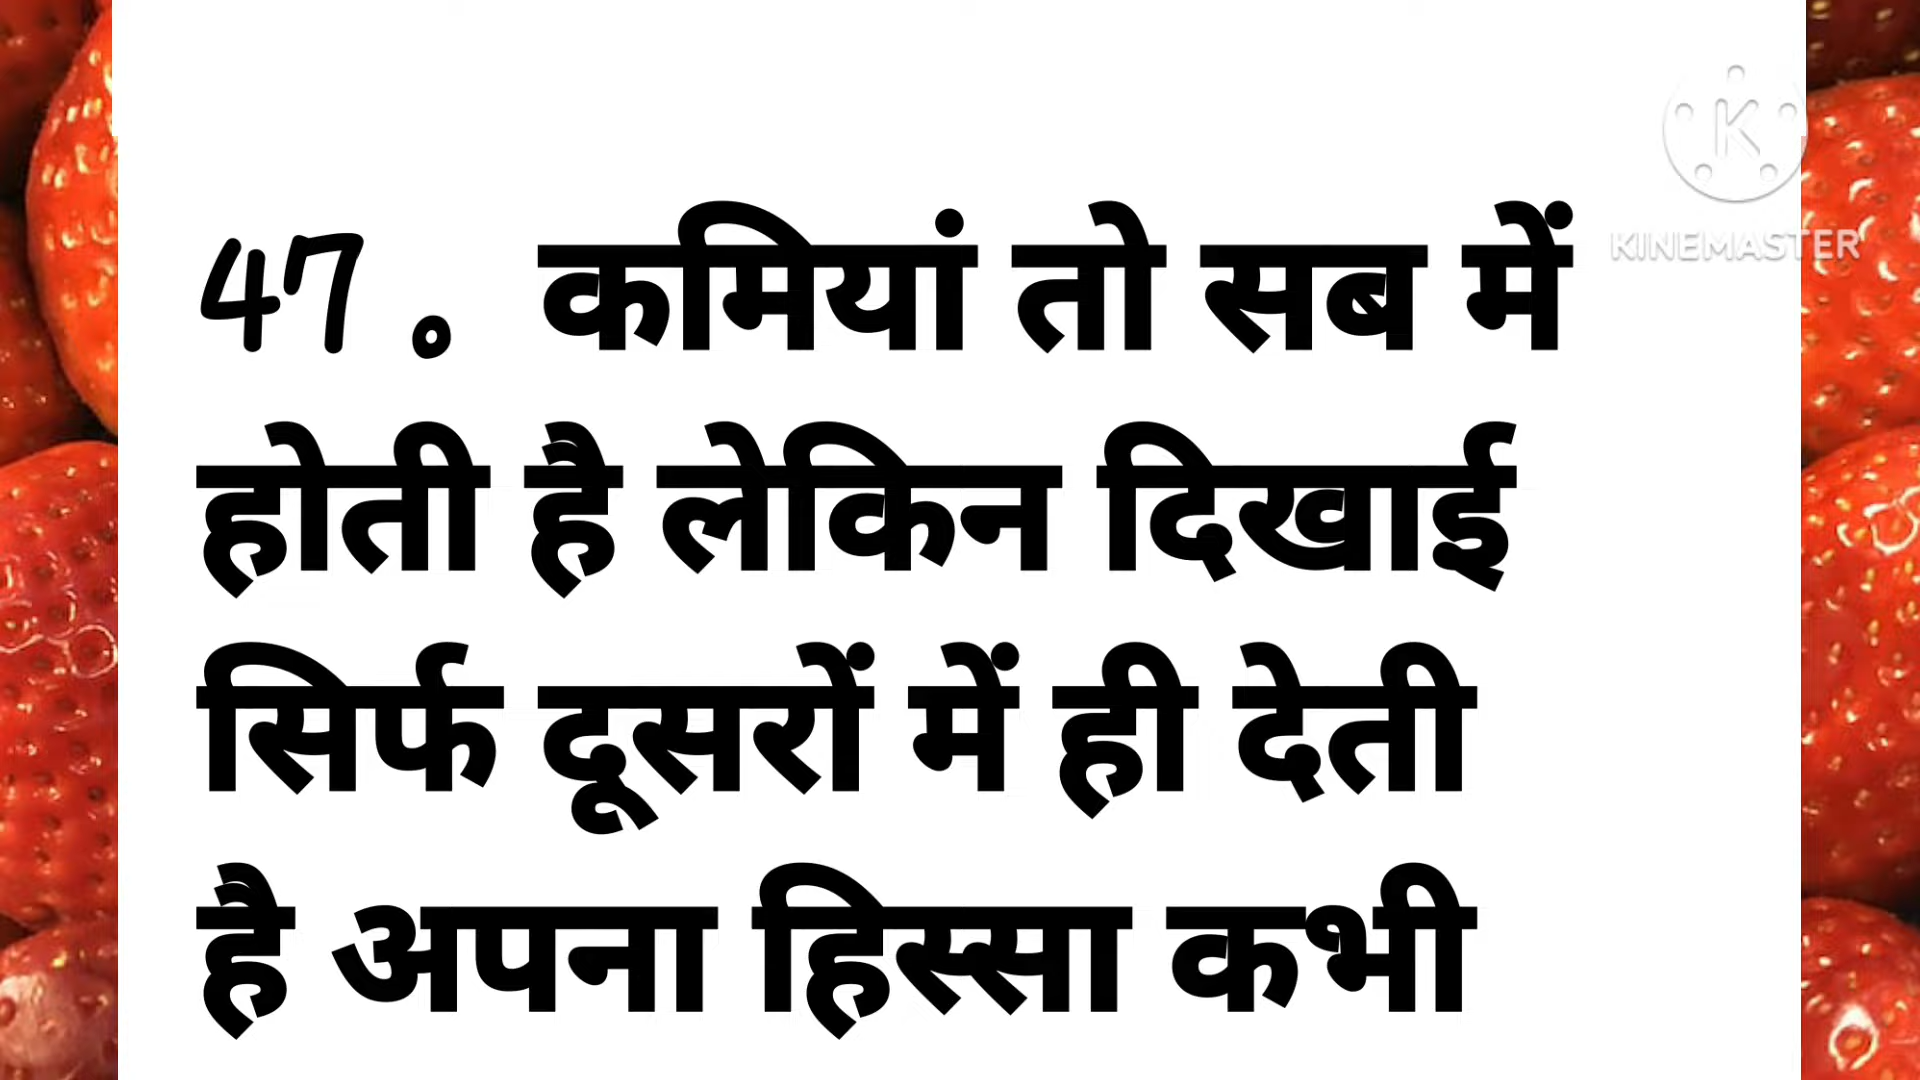 KINEMASTER
47. कमियां तो सब में
होती है लेकिन दिखाई
सिर्फ दूसरों में ही देती
है अपना हिस्सा कभी